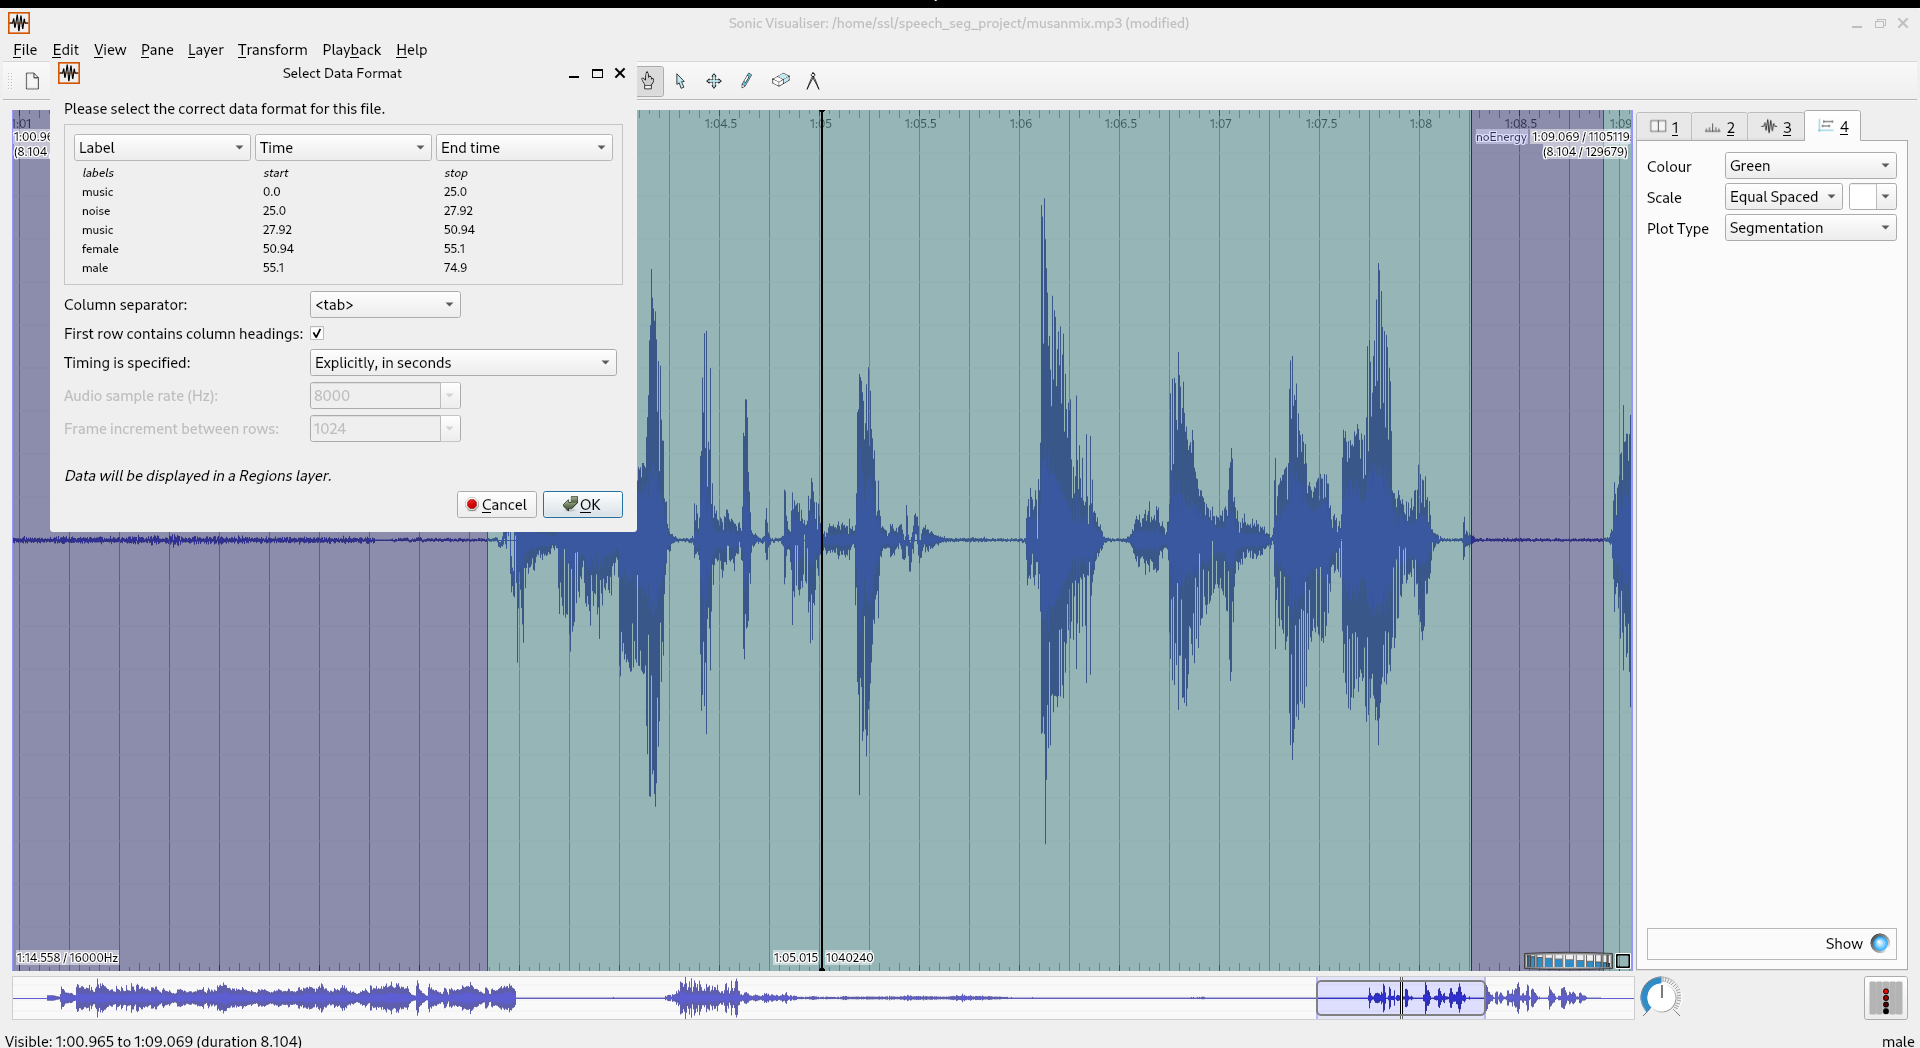 Sonic Visualiser: /home/ssl/speech_seg_project/musanmix.mp3 (modified)
File Edit View Pane Layer Transform Playback Help
Select Data Format
Please select the correct data format for this file.
Label Time End time
labels start stop
music 0.0 25.0
noise 25.0 27.92
music 27.92 50.94
female 50.94 55.1
male 55.1 74.9
Column separator: <tab>
First row contains column headings:
Timing is specified: Explicitly, in seconds
Audio sample rate (Hz): 8000
Frame increment between rows: 1024
Data will be displayed in a Regions layer.
Cancel OK
1:01 1:04.5 1:05 1:05.5 1:06 1:06.5 1:07 1:07.5 1:08 1:08.5 1:09
1:00.96
(8.104
noEnergy 1:09.069 / 1105119
(8.104 / 129679)
1 2 3 4
Colour Green
Scale Equal Spaced
Plot Type Segmentation
Show
1:14.558 / 16000Hz 1:05.015 1040240
Visible: 1:00.965 to 1:09.069 (duration 8.104) male